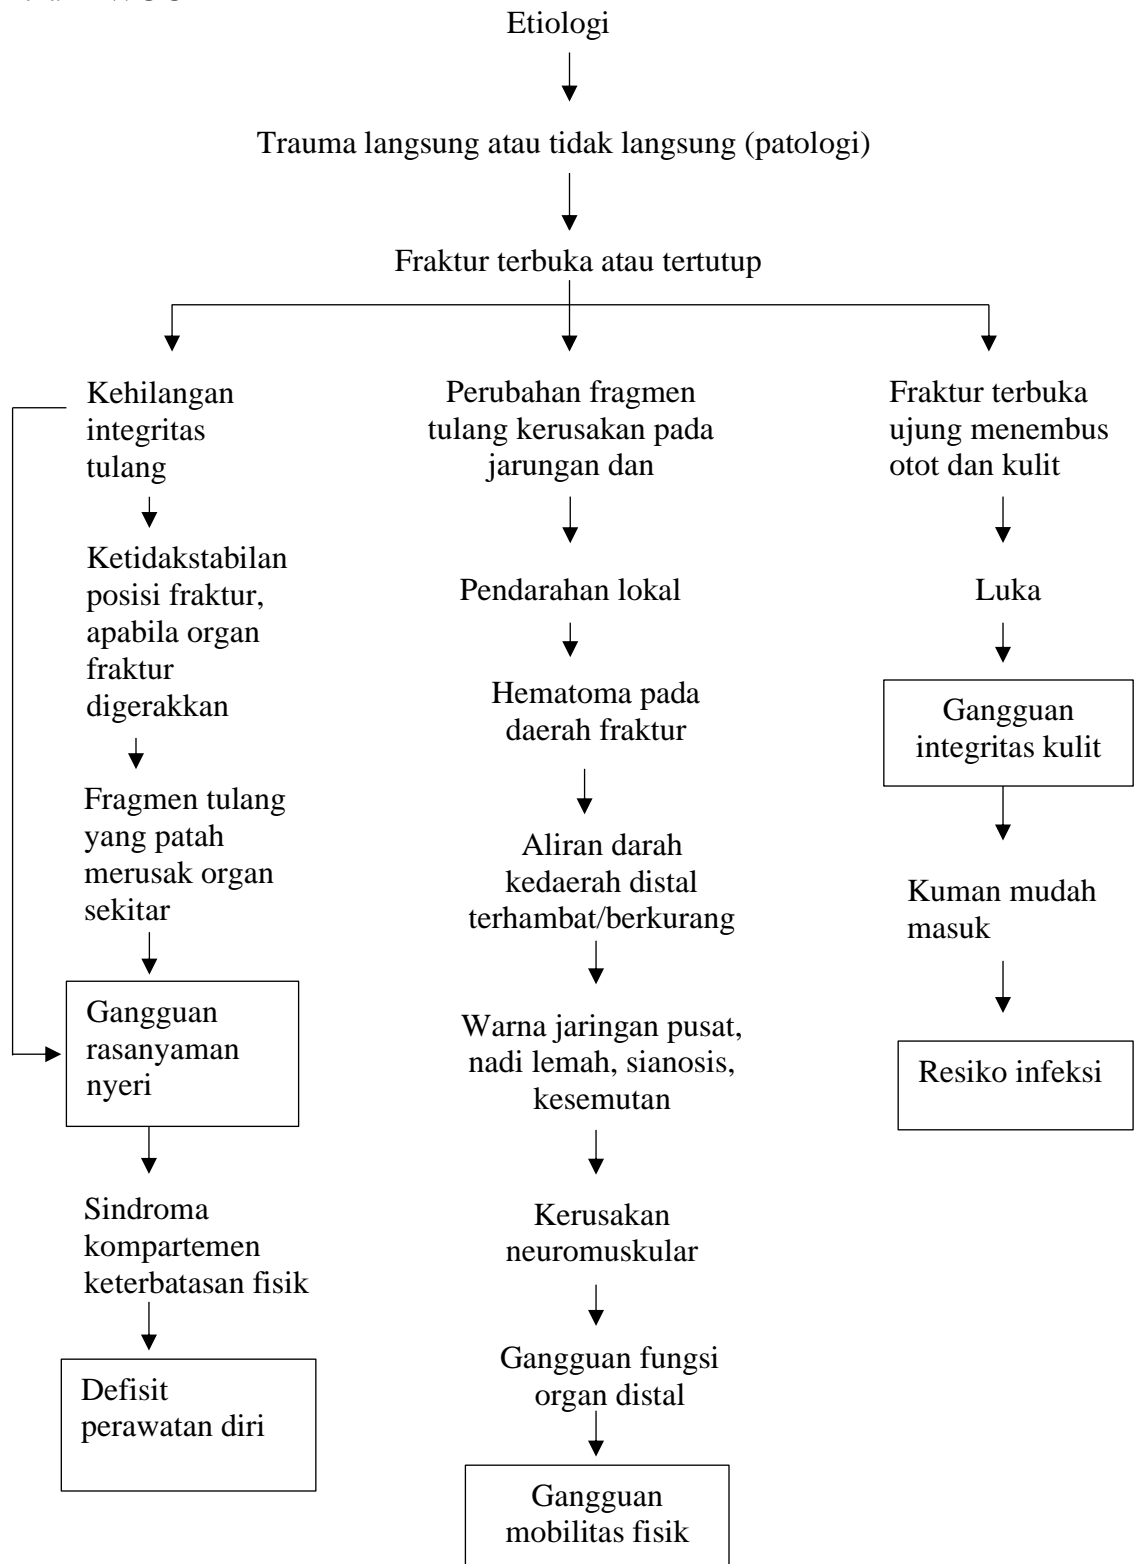 Etiologi
Trauma langsung atau tidak langsung (patologi)
Fraktur terbuka atau tertutup
Kehilangan
integritas
tulang
Ketidakstabilan
posisi fraktur,
apabila organ
fraktur
digerakkan
Fragmen tulang
yang patah
merusak organ
sekitar
Gangguan
rasanyaman
nyeri
Sindroma
kompartemen
keterbatasan fisik
Defisit
perawatan diri
Perubahan fragmen
tulang kerusakan pada
jarungan dan
Pendarahan lokal
Hematoma pada
daerah fraktur
Aliran darah
kedaerah distal
terhambat/berkurang
Warna jaringan pusat,
nadi lemah, sianosis,
kesemutan
Kerusakan
neuromuskular
Gangguan fungsi
organ distal
Gangguan
mobilitas fisik
Fraktur terbuka
ujung menembus
otot dan kulit
Luka
Gangguan
integritas kulit
Kuman mudah
masuk
Resiko infeksi